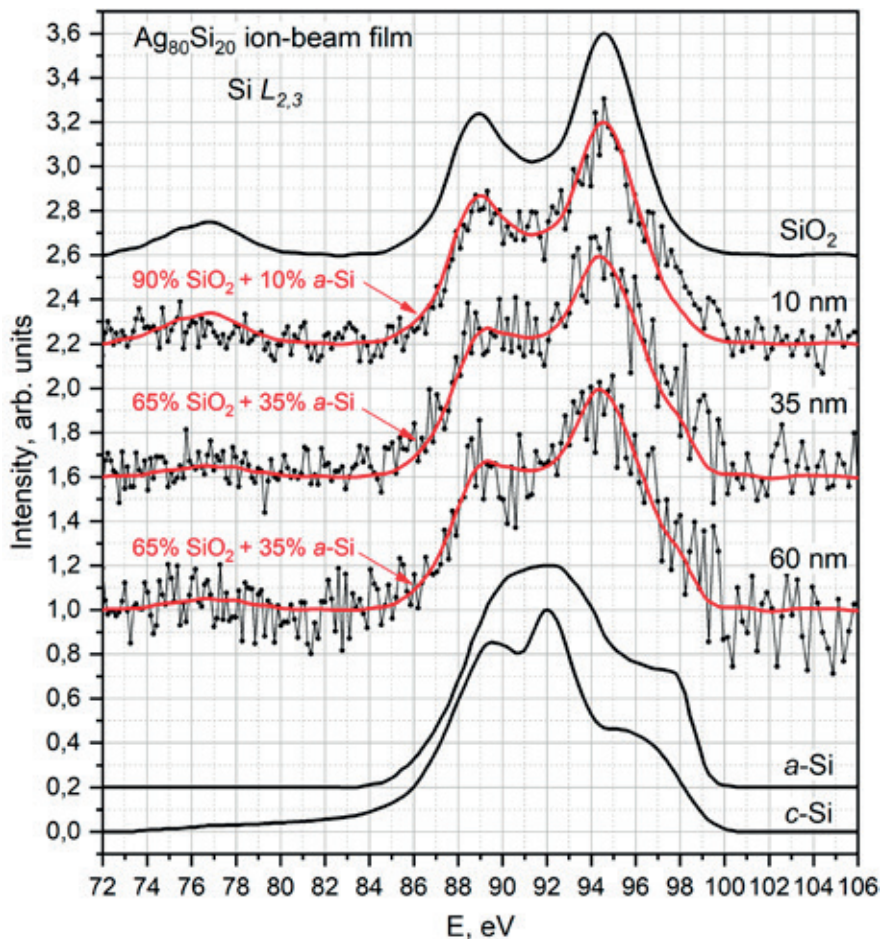 Ag80Si20 ion-beam film
Si L2,3
SiO2
90% SiO2 + 10% a-Si
10 nm
65% SiO2 + 35% a-Si
35 nm
65% SiO2 + 35% a-Si
60 nm
a-Si
c-Si
Intensity, arb. units
3,6
3,4
3,2
3,0
2,8
2,6
2,4
2,2
2,0
1,8
1,6
1,4
1,2
1,0
0,8
0,6
0,4
0,2
0,0
72 74 76 78 80 82 84 86 88 90 92 94 96 98 100 102 104 106
E, eV